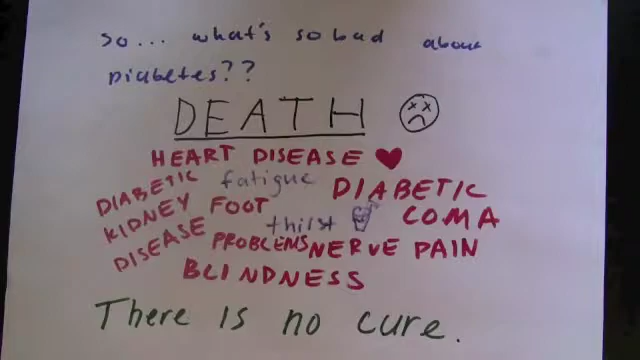 so... what's so bad about
Diabetes??
DEATH
HEART DISEASE
DIABETIC KIDNEY DISEASE
fatigue
DIABETIC COMA
FOOT PROBLEMS
thirst
NERVE PAIN
BLINDNESS
There is no cure.